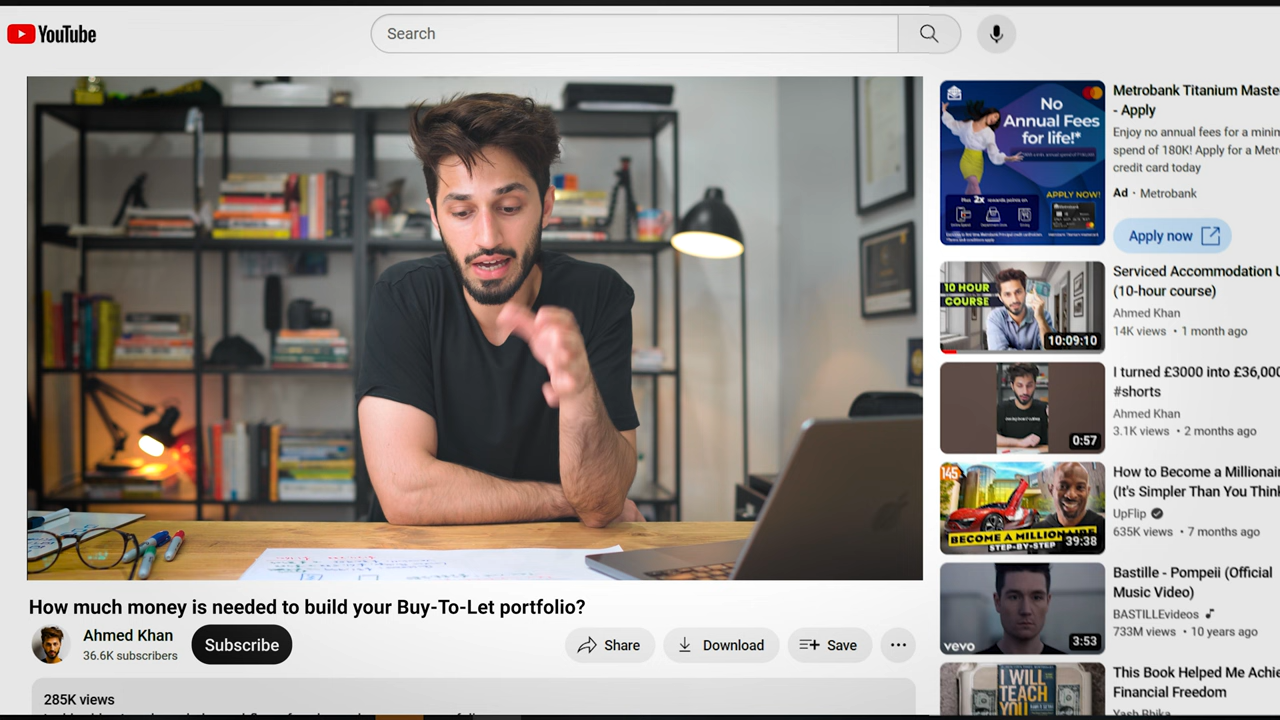 YouTube
Search
How much money is needed to build your Buy-To-Let portfolio?
Ahmed Khan
36.6K subscribers
Subscribe
Share
Download
Save
285K views
No
Annual Fees
for life!*
Plus 2x rewards points on
APPLY NOW!
Metrobank Titanium Maste
- Apply
Enjoy no annual fees for a minim
spend of 180K! Apply for a Metr
credit card today
Ad · Metrobank
Apply now
10 HOUR
COURSE
10:09:10
Serviced Accommodation U
(10-hour course)
Ahmed Khan
14K views • 1 month ago
0:57
I turned £3000 into £36,000
#shorts
Ahmed Khan
3.1K views • 2 months ago
145
BECOME A MILLIONAIRE
STEP-BY-STEP
39:38
How to Become a Millionair
(It's Simpler Than You Think
UpFlip
635K views • 7 months ago
vevo
3:53
Bastille - Pompeii (Official
Music Video)
BASTILLEvideos
733M views • 10 years ago
I WILL
TEACH
YOU
This Book Helped Me Achie
Financial Freedom